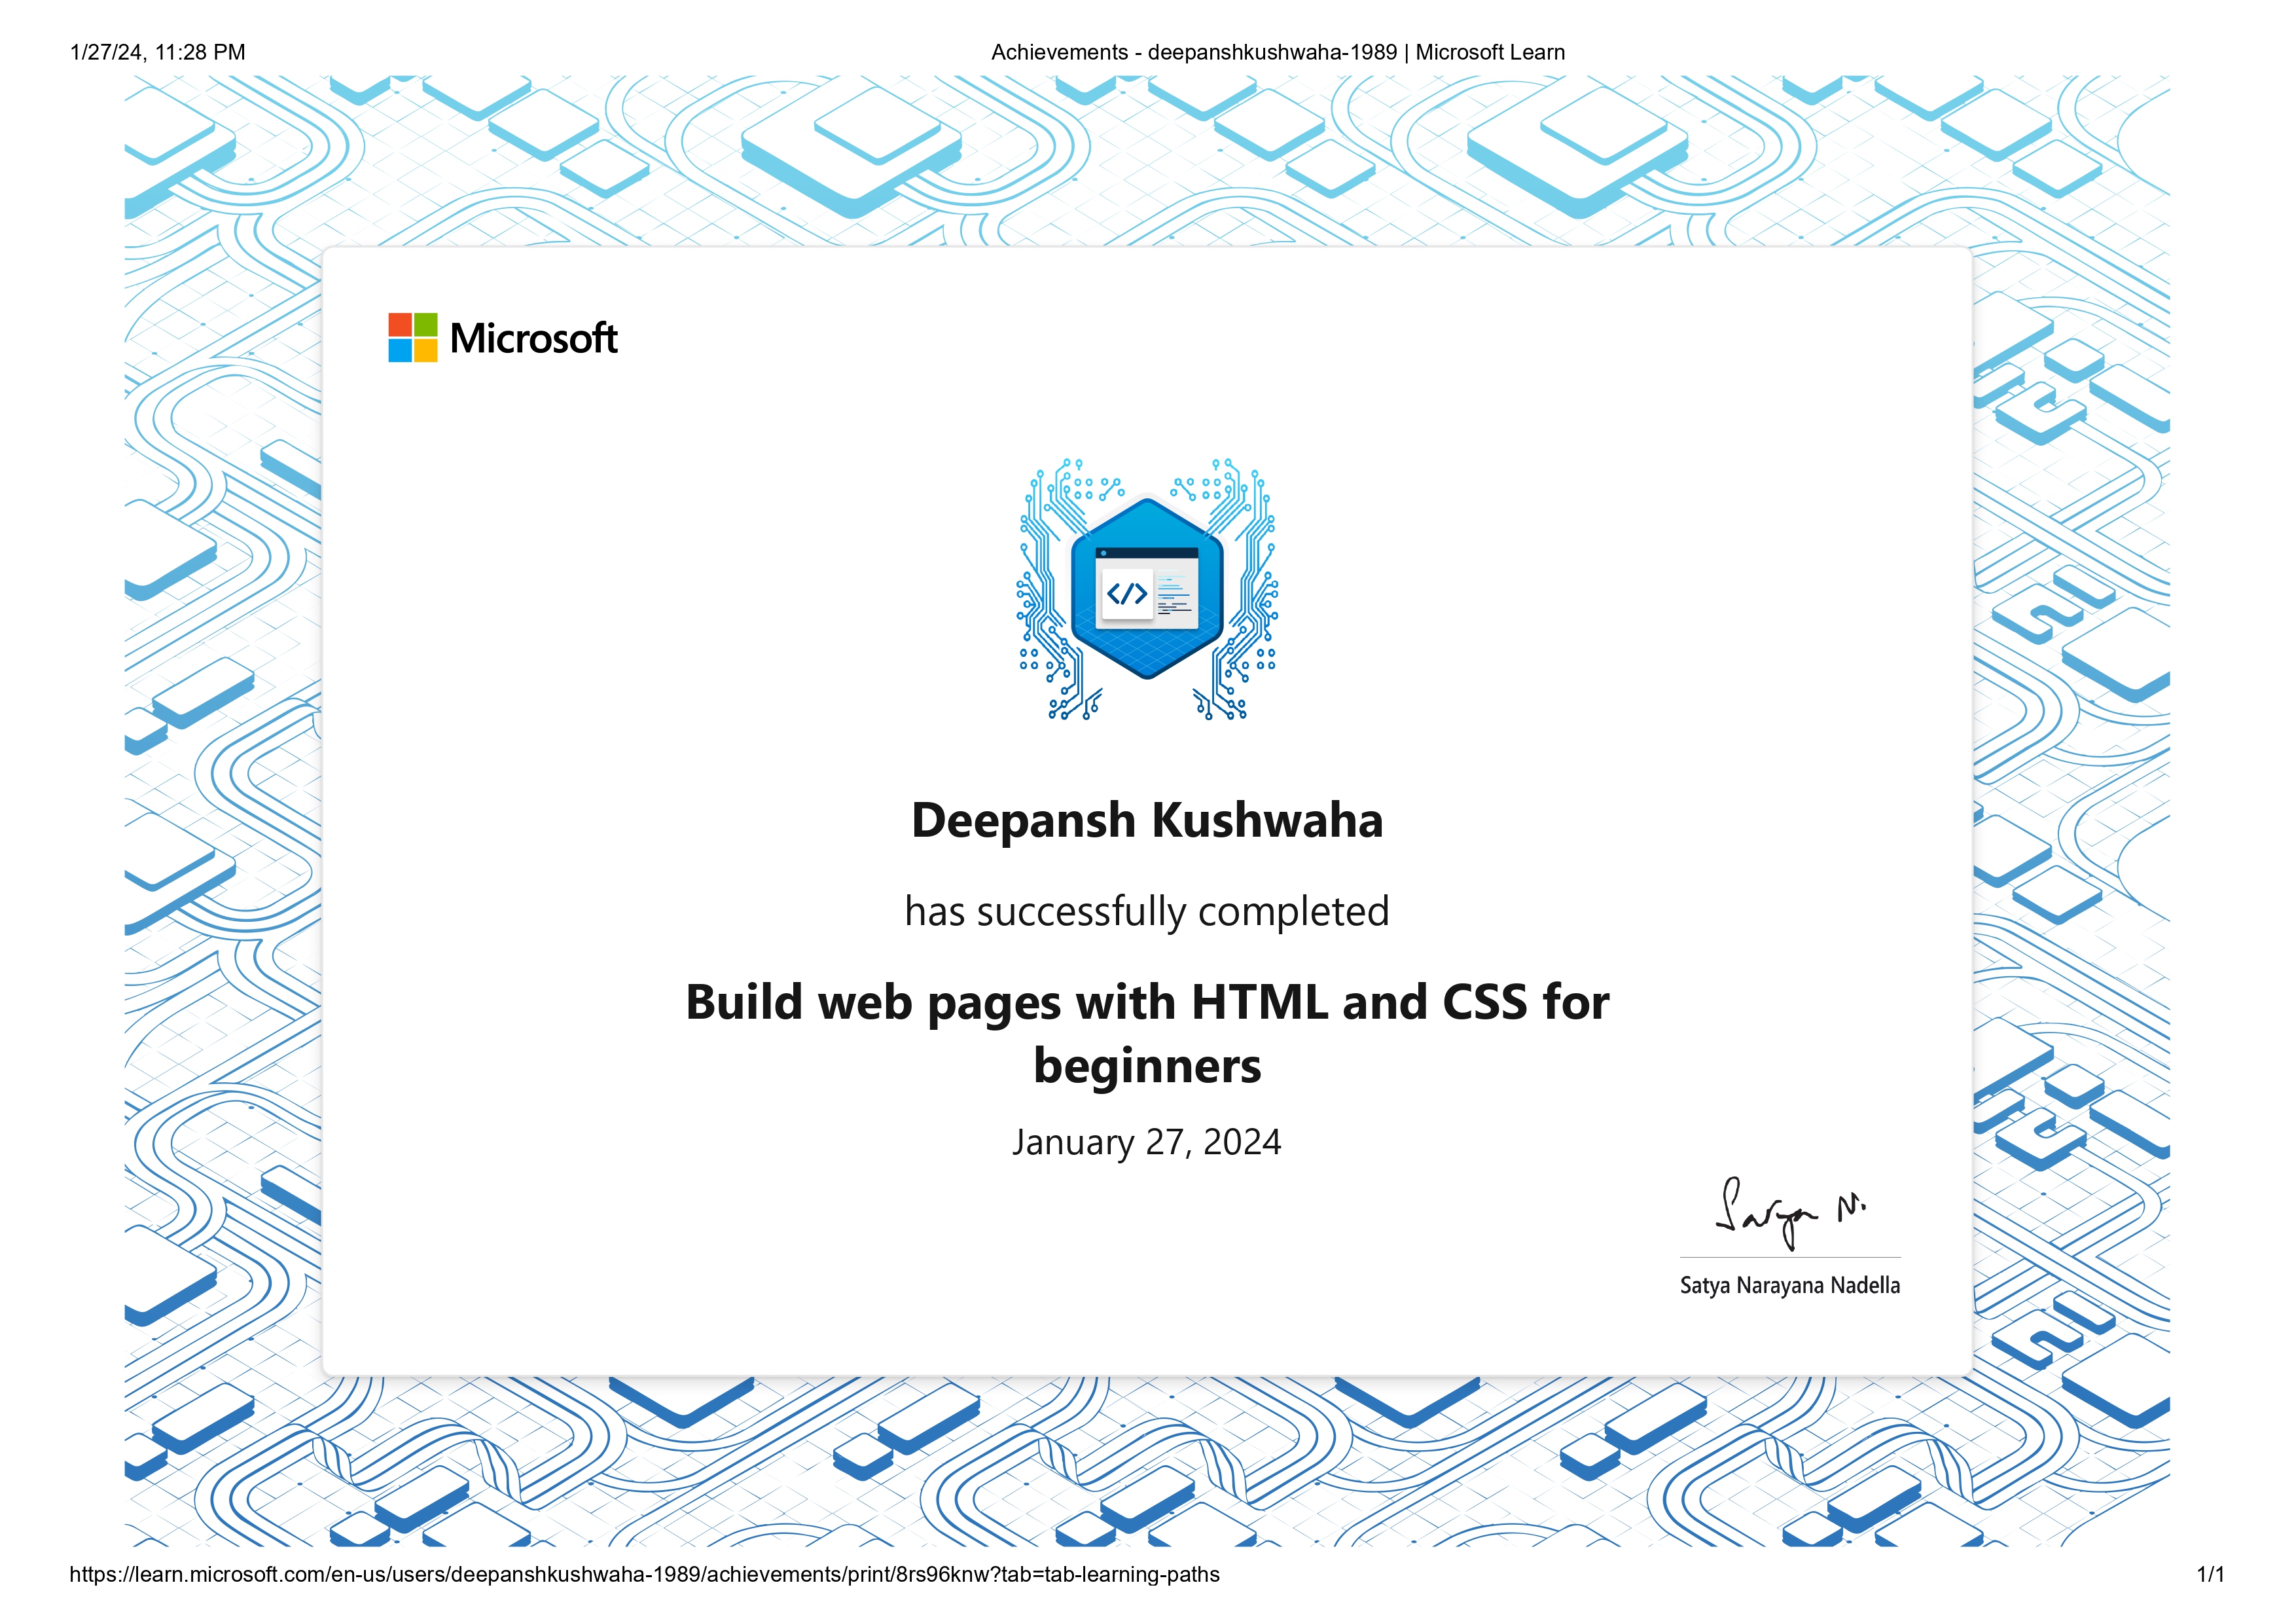 1/27/24, 11:28 PM
Achievements - deepanshkushwaha-1989 | Microsoft Learn
Microsoft
</>
Deepansh Kushwaha
has successfully completed
Build web pages with HTML and CSS for
beginners
January 27, 2024
Satya N.
Satya Narayana Nadella
https://learn.microsoft.com/en-us/users/deepanshkushwaha-1989/achievements/print/8rs96knw?tab=tab-learning-paths
1/1